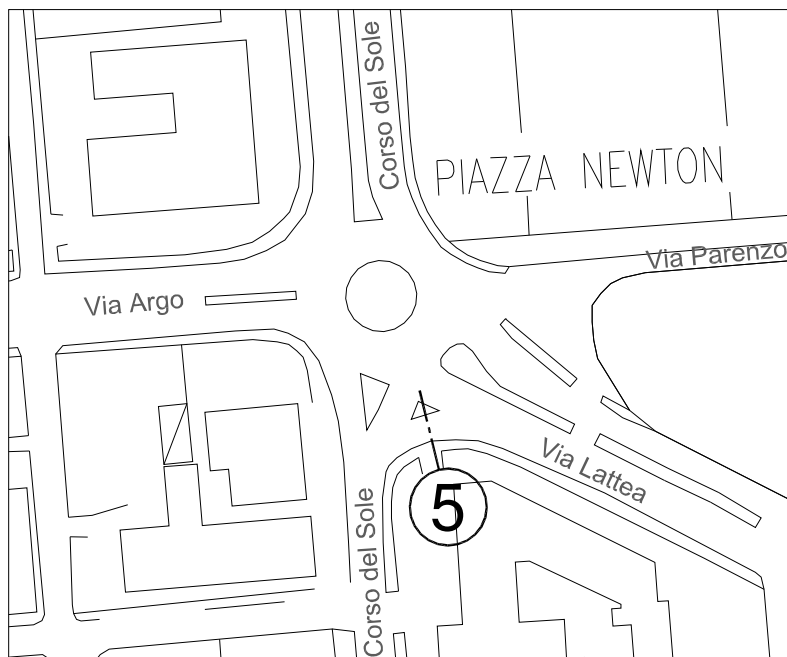 Corso del Sole
PIAZZA NEWTON
Via Parenzo
Via Argo
Via Lattea
5
Corso del Sole